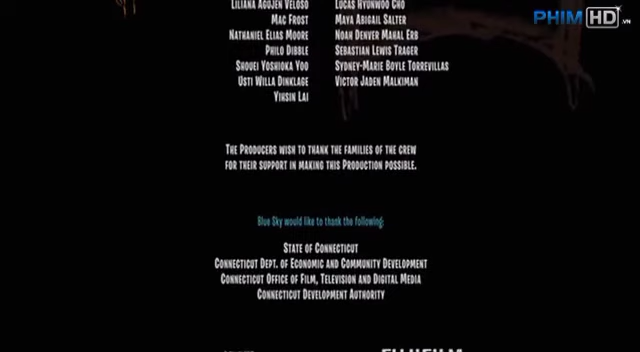 Liliana Agujen Veloso
Mac Frost
Nathaniel Elias Moore
Philo Dibble
Shouei Yoshioka Yoo
Usti Willa Dinklage
Yihsin Lai
Lucas Hyunwoo Cho
Maya Abigail Salter
Noah Denver Mahal Erb
Sebastian Lewis Trager
Sydney-Marie Boyle Torrevillas
Victor Jaden Malkiman
PHIMHD.VN
The Producers wish to thank the families of the crew
for their support in making this Production possible.
Blue Sky would like to thank the following:
State of Connecticut
Connecticut Dept. of Economic and Community Development
Connecticut Office of Film, Television and Digital Media
Connecticut Development Authority